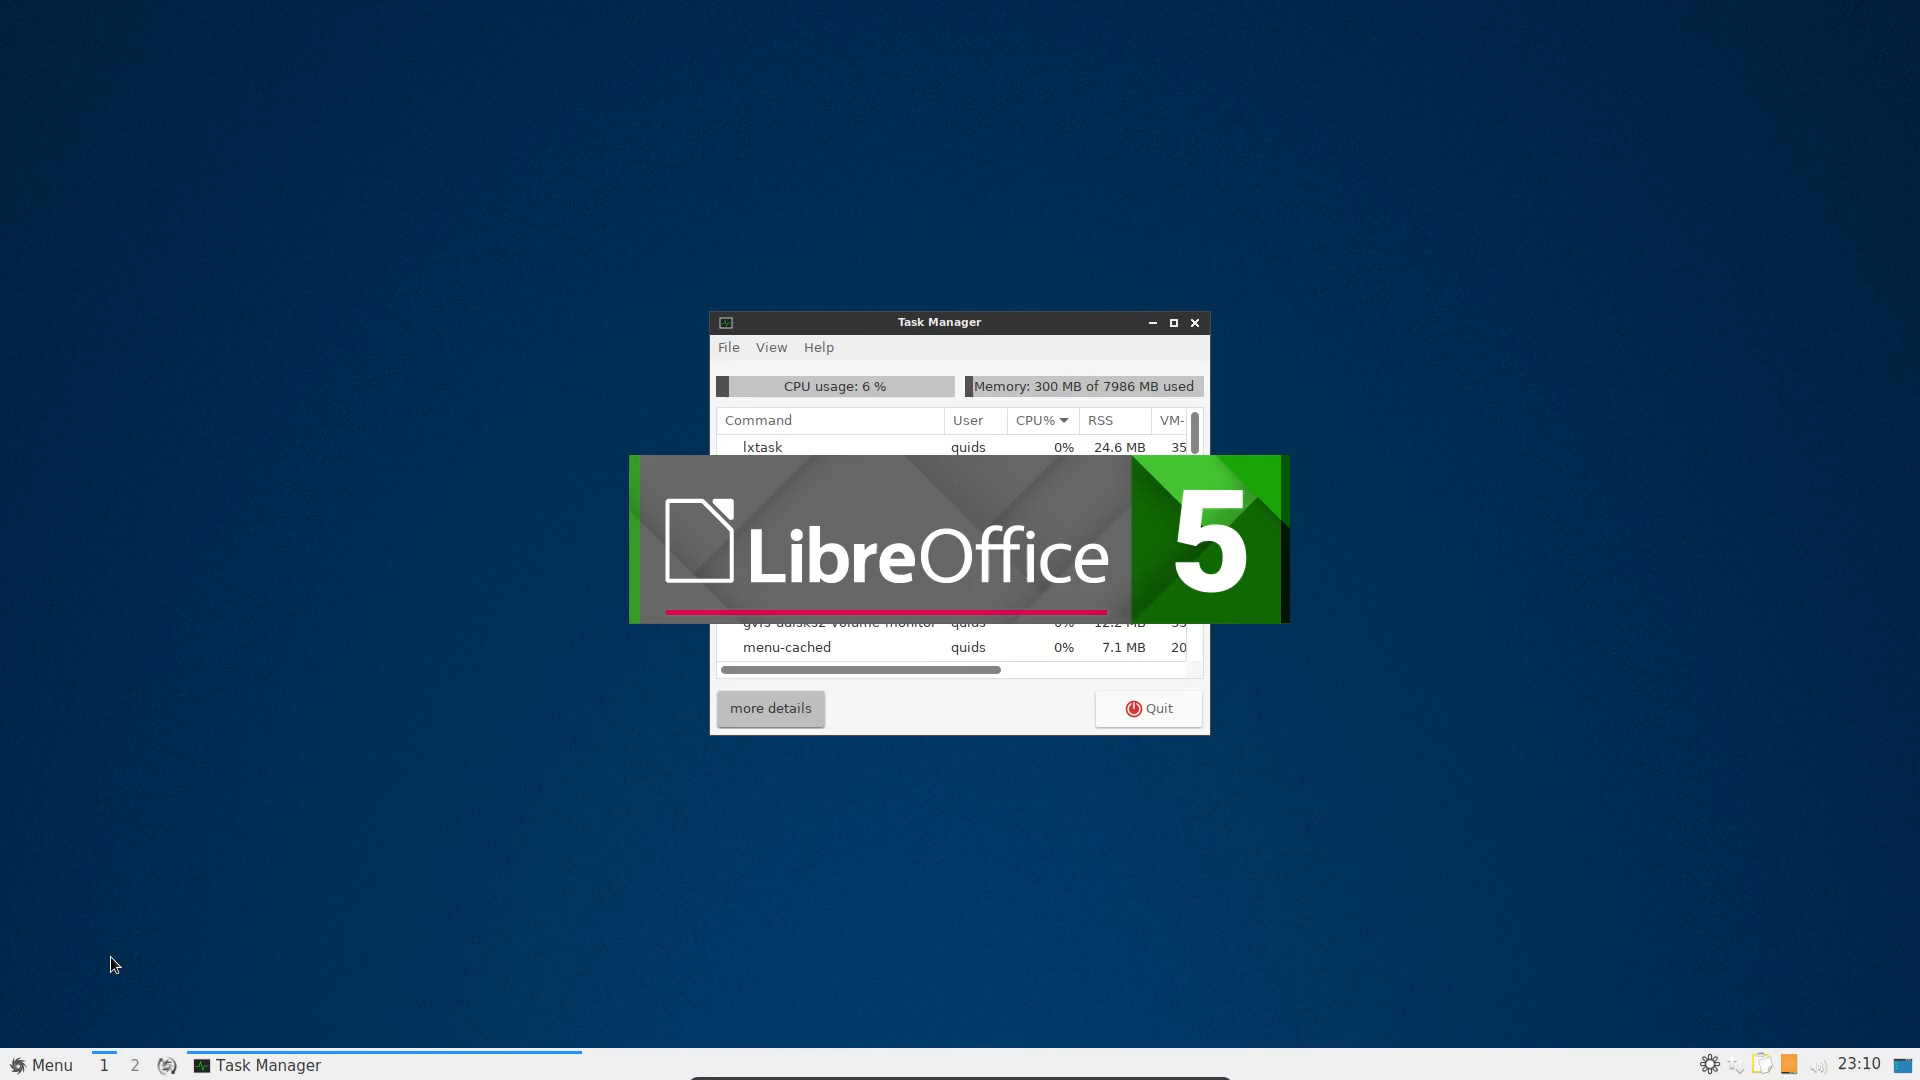 Task Manager
File View Help
CPU usage: 6 % Memory: 300 MB of 7986 MB used
Command User CPU% RSS VM-
lxtask quids 0% 24.6 MB 35
LibreOffice 5
menu-cached quids 0% 7.1 MB 20
more details Quit
Menu 1 2 Task Manager 23:10